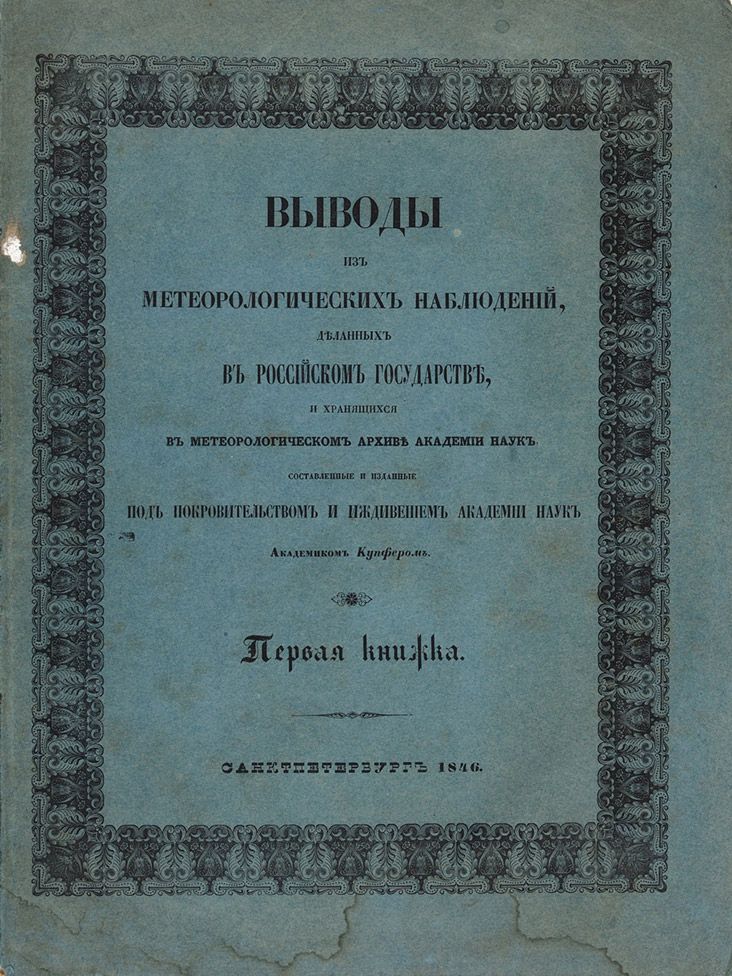 ВЫВОДЫ
ИЗЪ
МЕТЕОРОЛОГИЧЕСКИХЪ НАБЛЮДЕНІЙ,
ДѢЛАННЫХЪ
ВЪ РОССІЙСКОМЪ ГОСУДАРСТВѢ,
И ХРАНЯЩИХСЯ
ВЪ МЕТЕОРОЛОГИЧЕСКОМЪ АРХИВѢ АКАДЕМІИ НАУКЪ
СОСТАВЛЕННЫЕ И ИЗДАННЫЕ
ПОДЪ ПОКРОВИТЕЛЬСТВОМЪ И ИЖДИВЕНІЕМЪ АКАДЕМІИ НАУКЪ
Академикомъ Купферомъ.
Первая книжка.
САНКТПЕТЕРБУРГЪ 1846.